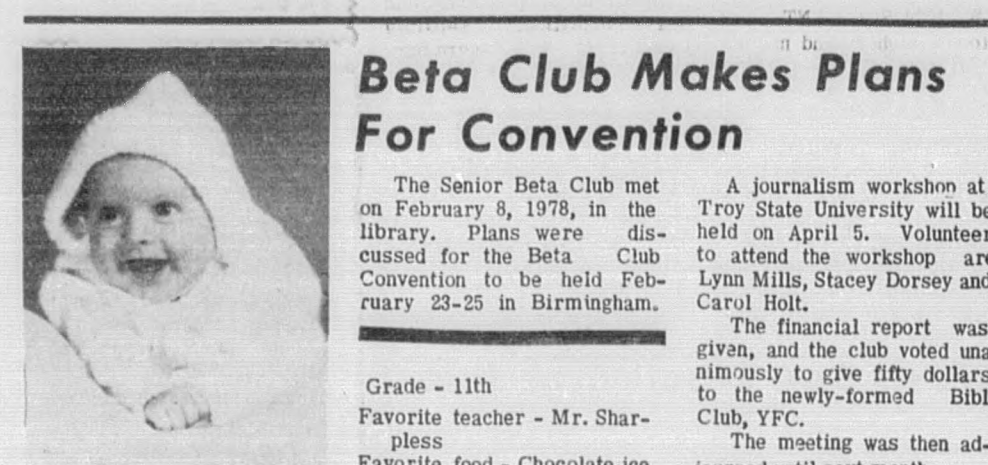 Beta Club Makes Plans
For Convention
The Senior Beta Club met
on February 8, 1978, in the
library. Plans were dis-
cussed for the Beta Club
Convention to be held Feb-
ruary 23-25 in Birmingham.
Grade - 11th
Favorite teacher - Mr. Shar-
pless
Favorite food - Chocolate ice
A journalism workshop at
Troy State University will be
held on April 5. Volunteer
to attend the workshop are
Lynn Mills, Stacey Dorsey and
Carol Holt.
The financial report was
given, and the club voted una
nimously to give fifty dollars
to the newly-formed Bibl
Club, YFC.
The meeting was then ad-